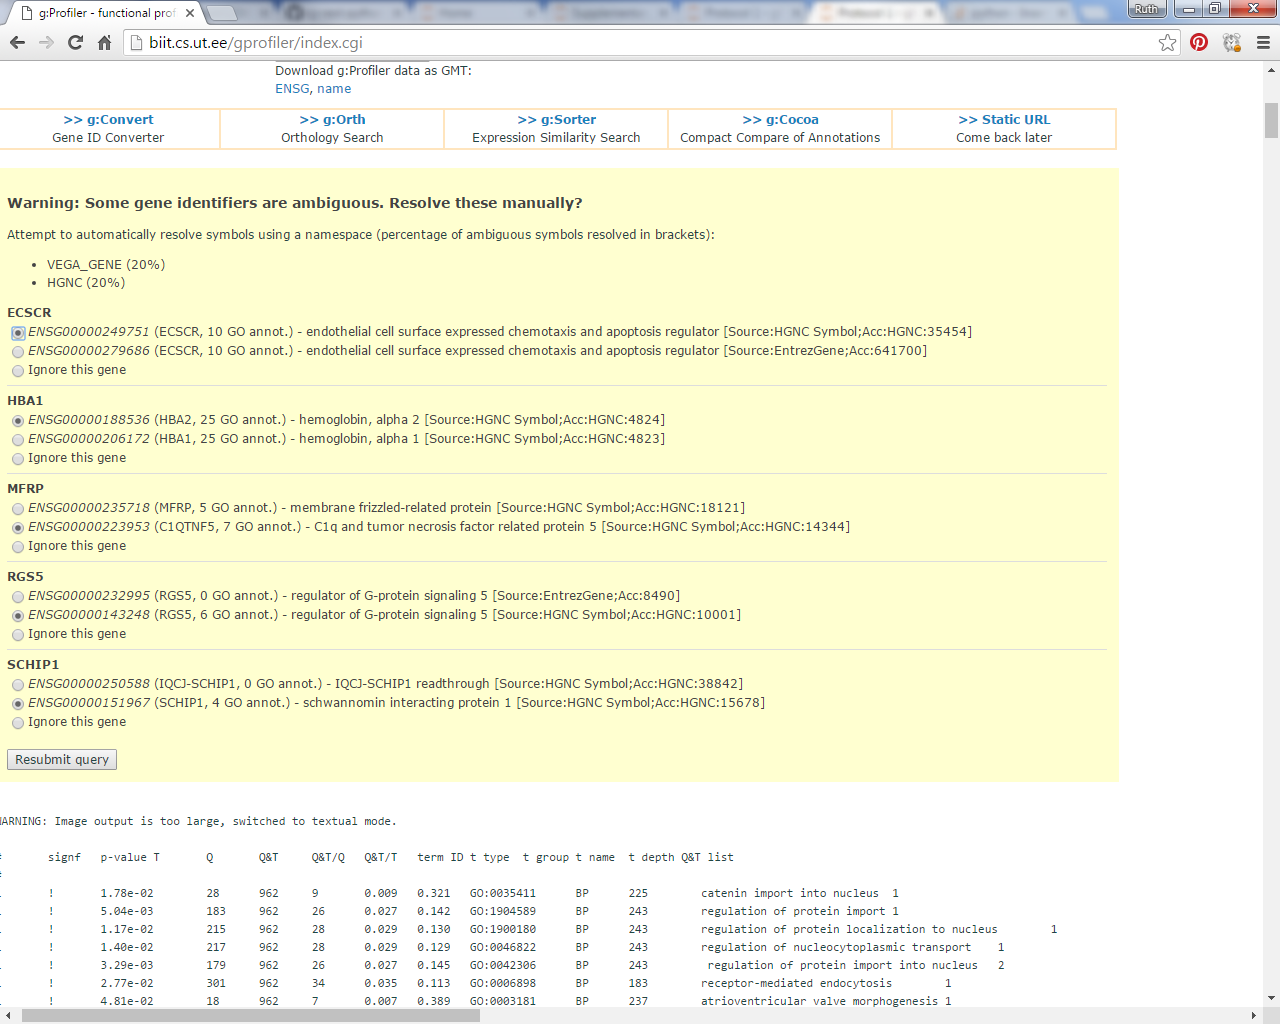 g:Profiler - functional prof
Ruth
biit.cs.ut.ee/gprofiler/index.cgi
Download g:Profiler data as GMT:
ENSG, name
>> g:Convert >> g:Orth >> g:Sorter >> g:Cocoa >> Static URL
Gene ID Converter Orthology Search Expression Similarity Search Compact Compare of Annotations Come back later
Warning: Some gene identifiers are ambiguous. Resolve these manually?
Attempt to automatically resolve symbols using a namespace (percentage of ambiguous symbols resolved in brackets):
• VEGA_GENE (20%)
• HGNC (20%)
ECSCR
ENSG00000249751 (ECSCR, 10 GO annot.) - endothelial cell surface expressed chemotaxis and apoptosis regulator [Source:HGNC Symbol;Acc:HGNC:35454]
ENSG00000279686 (ECSCR, 10 GO annot.) - endothelial cell surface expressed chemotaxis and apoptosis regulator [Source:EntrezGene;Acc:641700]
Ignore this gene
HBA1
ENSG00000188536 (HBA2, 25 GO annot.) - hemoglobin, alpha 2 [Source:HGNC Symbol;Acc:HGNC:4824]
ENSG00000206172 (HBA1, 25 GO annot.) - hemoglobin, alpha 1 [Source:HGNC Symbol;Acc:HGNC:4823]
Ignore this gene
MFRP
ENSG00000235718 (MFRP, 5 GO annot.) - membrane frizzled-related protein [Source:HGNC Symbol;Acc:HGNC:18121]
ENSG00000223953 (C1QTNF5, 7 GO annot.) - C1q and tumor necrosis factor related protein 5 [Source:HGNC Symbol;Acc:HGNC:14344]
Ignore this gene
RGS5
ENSG00000232995 (RGS5, 0 GO annot.) - regulator of G-protein signaling 5 [Source:EntrezGene;Acc:8490]
ENSG00000143248 (RGS5, 6 GO annot.) - regulator of G-protein signaling 5 [Source:HGNC Symbol;Acc:HGNC:10001]
Ignore this gene
SCHIP1
ENSG00000250588 (IQCJ-SCHIP1, 0 GO annot.) - IQCJ-SCHIP1 readthrough [Source:HGNC Symbol;Acc:HGNC:38842]
ENSG00000151967 (SCHIP1, 4 GO annot.) - schwannomin interacting protein 1 [Source:HGNC Symbol;Acc:HGNC:15678]
Ignore this gene
Resubmit query
ARNING: Image output is too large, switched to textual mode.
signf p-value T Q Q&T Q&T/Q Q&T/T term ID t type t group t name t depth Q&T list
! 1.78e-02 28 962 9 0.009 0.321 GO:0035411 BP 225 catenin import into nucleus 1
! 5.04e-03 183 962 26 0.027 0.142 GO:1904589 BP 243 regulation of protein import 1
! 1.17e-02 215 962 28 0.029 0.130 GO:1900180 BP 243 regulation of protein localization to nucleus 1
! 1.40e-02 217 962 28 0.029 0.129 GO:0046822 BP 243 regulation of nucleocytoplasmic transport 1
! 3.29e-03 179 962 26 0.027 0.145 GO:0042306 BP 243 regulation of protein import into nucleus 2
! 2.77e-02 301 962 34 0.035 0.113 GO:0006898 BP 183 receptor-mediated endocytosis 1
! 4.81e-02 18 962 7 0.007 0.389 GO:0003181 BP 237 atrioventricular valve morphogenesis 1